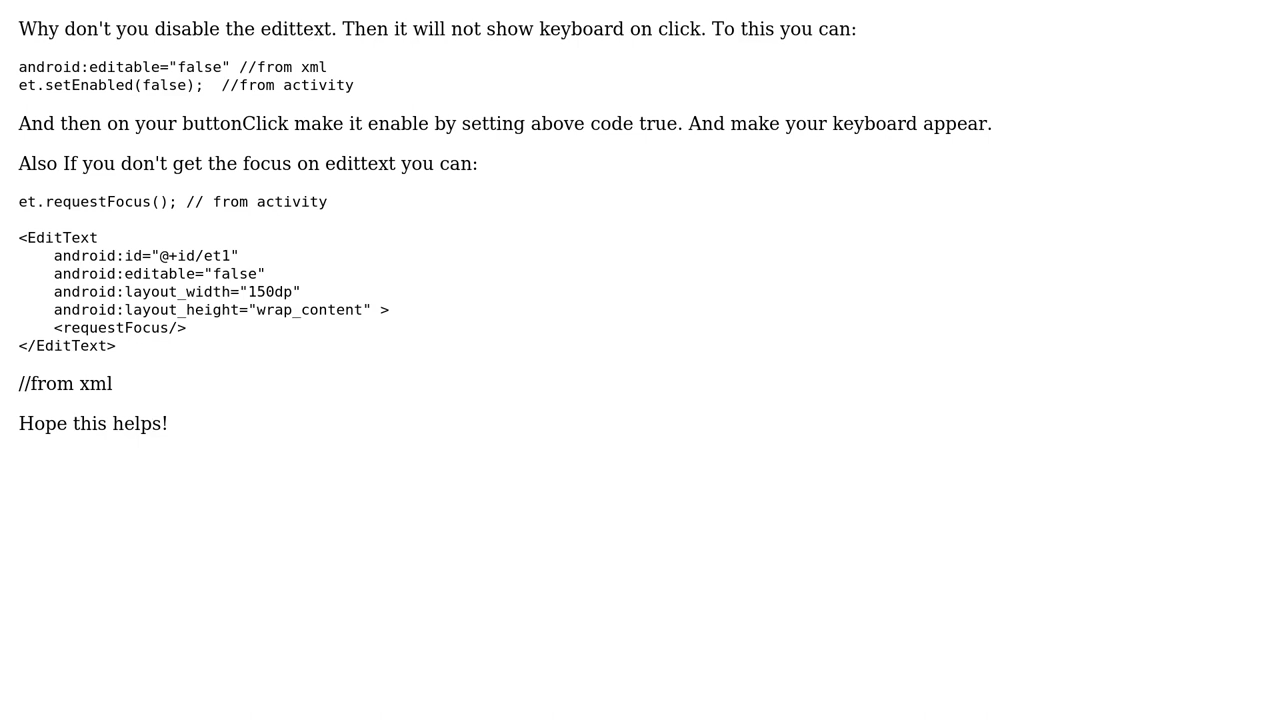 Why don't you disable the edittext. Then it will not show keyboard on click. To this you can:
android:editable="false" //from xml
et.setEnabled(false);  //from activity
And then on your buttonClick make it enable by setting above code true. And make your keyboard appear.
Also If you don't get the focus on edittext you can:
et.requestFocus(); // from activity
<EditText
    android:id="@+id/et1"
    android:editable="false"
    android:layout_width="150dp"
    android:layout_height="wrap_content" >
    <requestFocus/>
</EditText>
//from xml
Hope this helps!